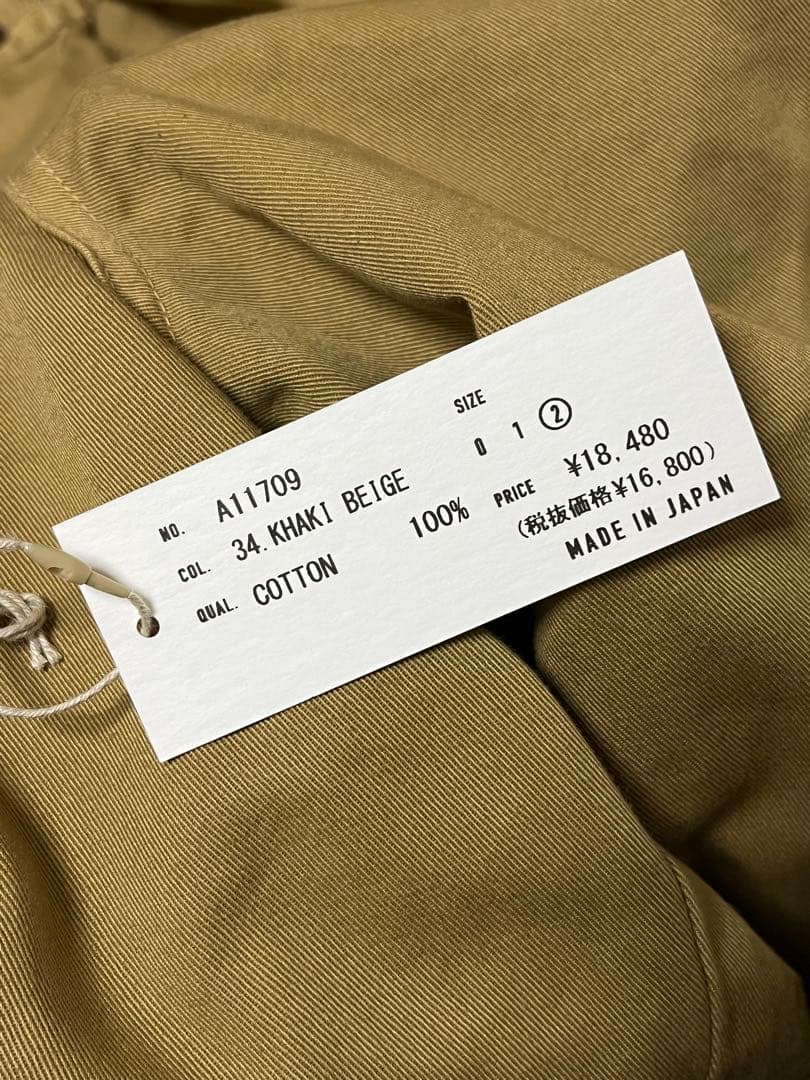 NO. A11709
COL. 34.KHAKI BEIGE
QUAL. COTTON 100%
SIZE
0 1 2
PRICE ¥18,480
(税抜価格¥16,800)
MADE IN JAPAN